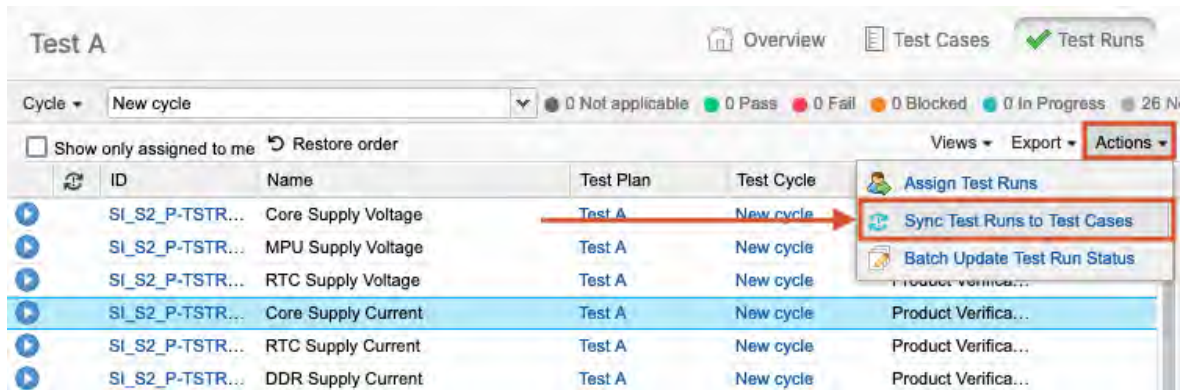 Test A Overview Test Cases Test Runs
Cycle New cycle 0 Not applicable 0 Pass 0 Fail 0 Blocked 0 In Progress 26
Show only assigned to me Restore order Views Export Actions
ID Name Test Plan Test Cycle Assign Test Runs
SI_S2_P-TSTR... Core Supply Voltage Test A New cycle Sync Test Runs to Test Cases
SI_S2_P-TSTR... MPU Supply Voltage Test A New cycle Batch Update Test Run Status
SI_S2_P-TSTR... RTC Supply Voltage Test A New cycle Product Verifica...
SI_S2_P-TSTR... Core Supply Current Test A New cycle Product Verifica...
SI_S2_P-TSTR... RTC Supply Current Test A New cycle Product Verifica...
SI_S2_P-TSTR... DDR Supply Current Test A New cycle Product Verifica...